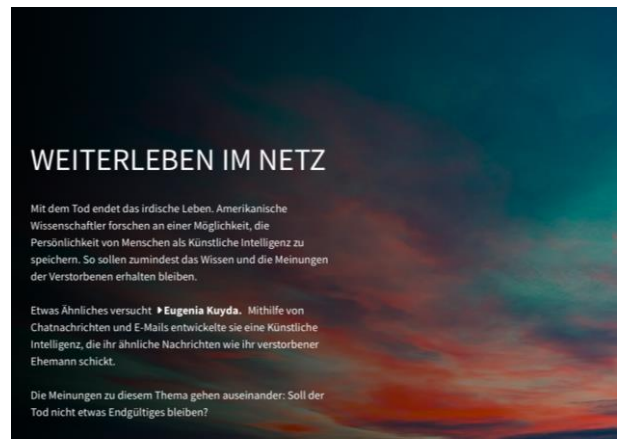 WEITERLEBEN IM NETZ
Mit dem Tod endet das irdische Leben. Amerikanische
Wissenschaftler forschen an einer Möglichkeit, die
Persönlichkeit von Menschen als Künstliche Intelligenz zu
speichern. So sollen zumindest das Wissen und die Meinungen
der Verstorbenen erhalten bleiben.
Etwas Ähnliches versucht ▶Eugenia Kuyda. Mithilfe von
Chatnachrichten und E-Mails entwickelte sie eine Künstliche
Intelligenz, die ihr ähnliche Nachrichten wie ihr verstorbener
Ehemann schickt.
Die Meinungen zu diesem Thema gehen auseinander: Soll der
Tod nicht etwas Endgültiges bleiben?